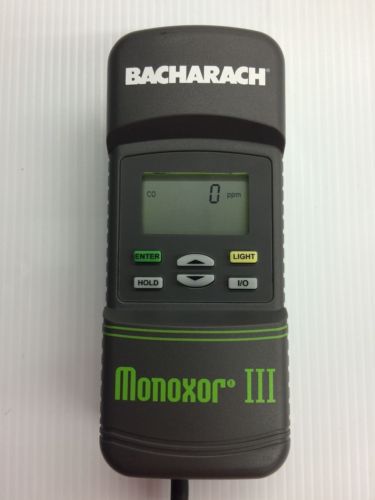 BACHARACH®
CO 0 ppm
ENTER LIGHT
HOLD I/O
Monoxor® III